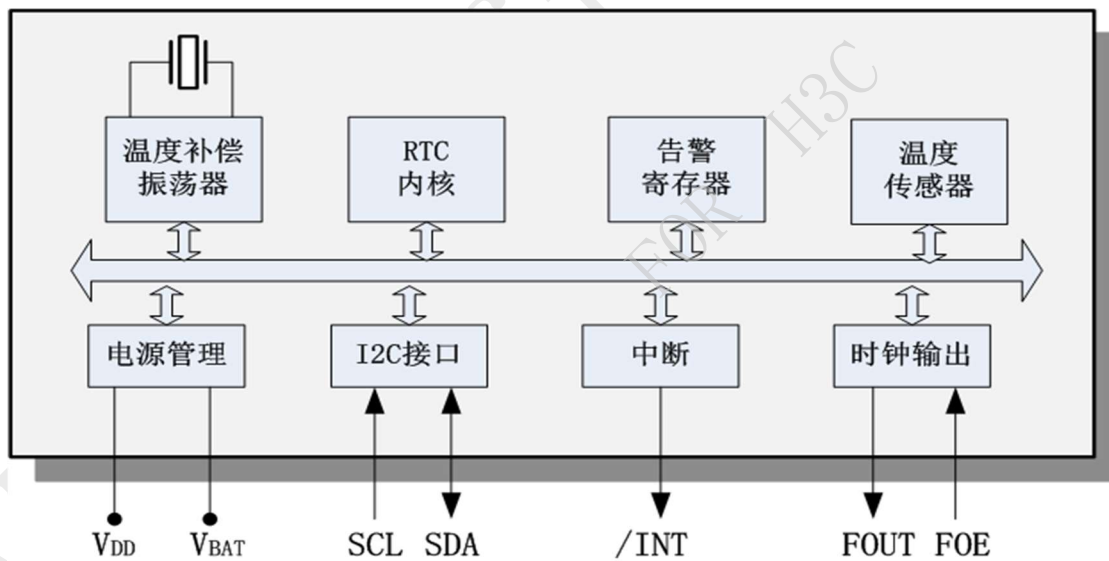 温度补偿
振荡器
RTC
内核
告警
寄存器
温度
传感器
电源管理
I2C接口
中断
时钟输出
VDD
VBAT
SCL
SDA
/INT
FOUT
FOE
FOR H3C